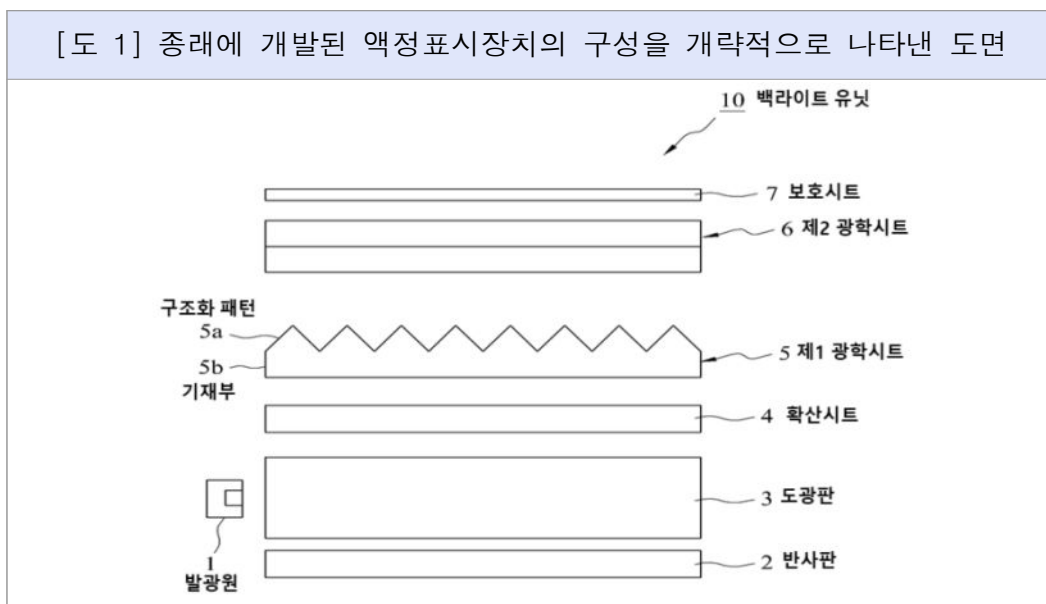 [도 1] 종래에 개발된 액정표시장치의 구성을 개략적으로 나타낸 도면
10 백라이트 유닛
7 보호시트
6 제2 광학시트
구조화 패턴
5a
5 제1 광학시트
5b
기재부
4 확산시트
3 도광판
1
발광원
2 반사판